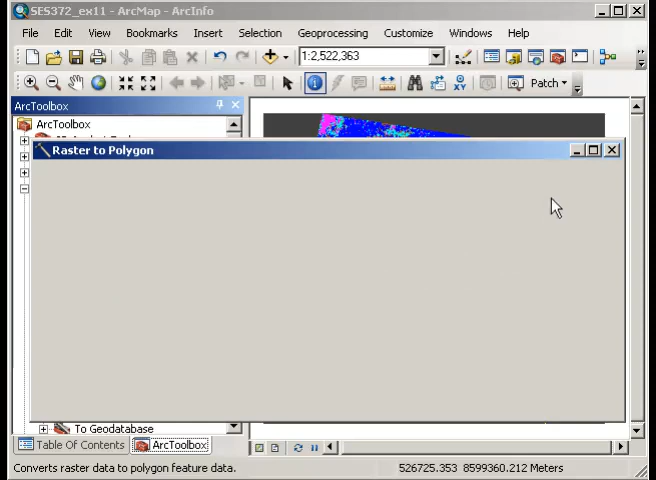 SES372_ex11 - ArcMap - ArcInfo
File Edit View Bookmarks Insert Selection Geoprocessing Customize Windows Help
1:2,522,363
Patch
ArcToolbox
ArcToolbox
Raster to Polygon
To Geodatabase
Table Of Contents ArcToolbox
Converts raster data to polygon feature data. 526725.353 8599360.212 Meters